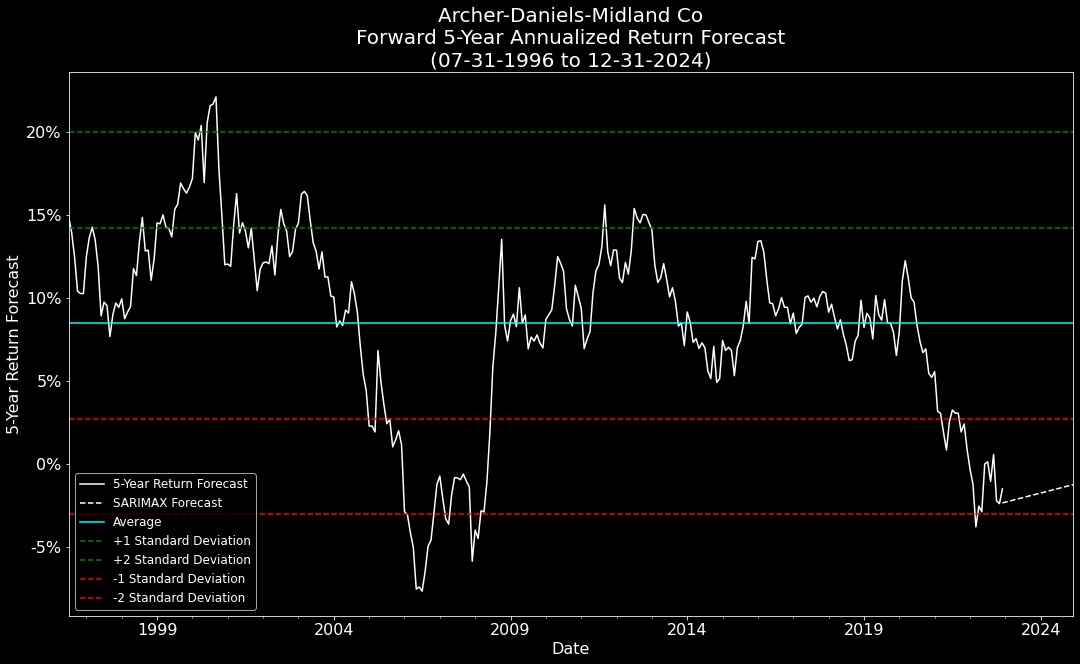 Archer-Daniels-Midland Co
Forward 5-Year Annualized Return Forecast
(07-31-1996 to 12-31-2024)
5-Year Return Forecast
20%
15%
10%
5%
0%
-5%
5-Year Return Forecast
SARIMAX Forecast
Average
+1 Standard Deviation
+2 Standard Deviation
-1 Standard Deviation
-2 Standard Deviation
1999 2004 2009 2014 2019 2024
Date